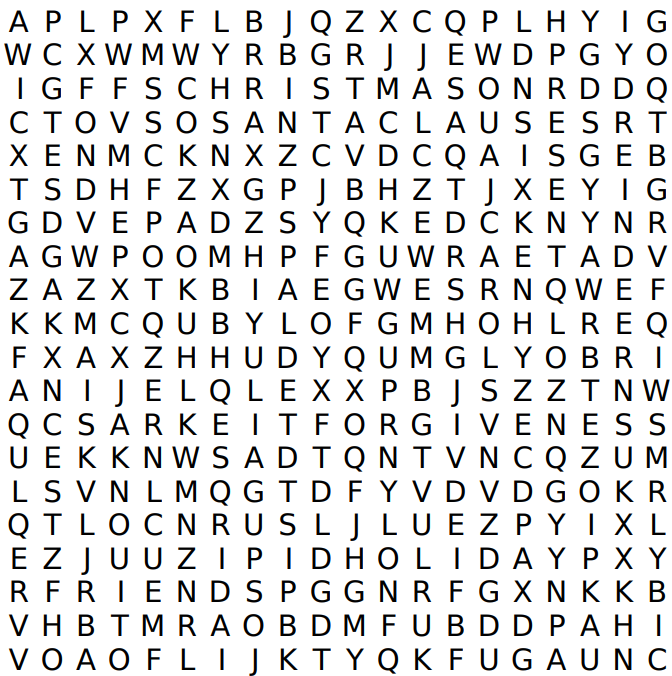 A P L P X F L B J Q Z X C Q P L H Y I G
W C X W M W Y R B G R J J E W D P G Y O
I G F F S C H R I S T M A S O N R D D Q
C T O V S O S A N T A C L A U S E S R T
X E N M C K N X Z C V D C Q A I S G E B
T S D H F Z X G P J B H Z T J X E Y I G
G D V E P A D Z S Y Q K E D C K N Y N R
A G W P O O M H P F G U W R A E T A D V
Z A Z X T K B I A E G W E S R N Q W E F
K K M C Q U B Y L O F G M H O H L R E Q
F X A X Z H H U D Y Q U M G L Y O B R I
A N I J E L Q L E X X P B J S Z Z T N W
Q C S A R K E I T F O R G I V E N E S S
U E K K N W S A D T Q N T V N C Q Z U M
L S V N L M Q G T D F Y V D V D G O K R
Q T L O C N R U S L J L U E Z P Y I X L
E Z J U U Z I P I D H O L I D A Y P X Y
R F R I E N D S P G G N R F G X N K K B
V H B T M R A O B D M F U B D D P A H I
V O A O F L I J K T Y Q K F U G A U N C